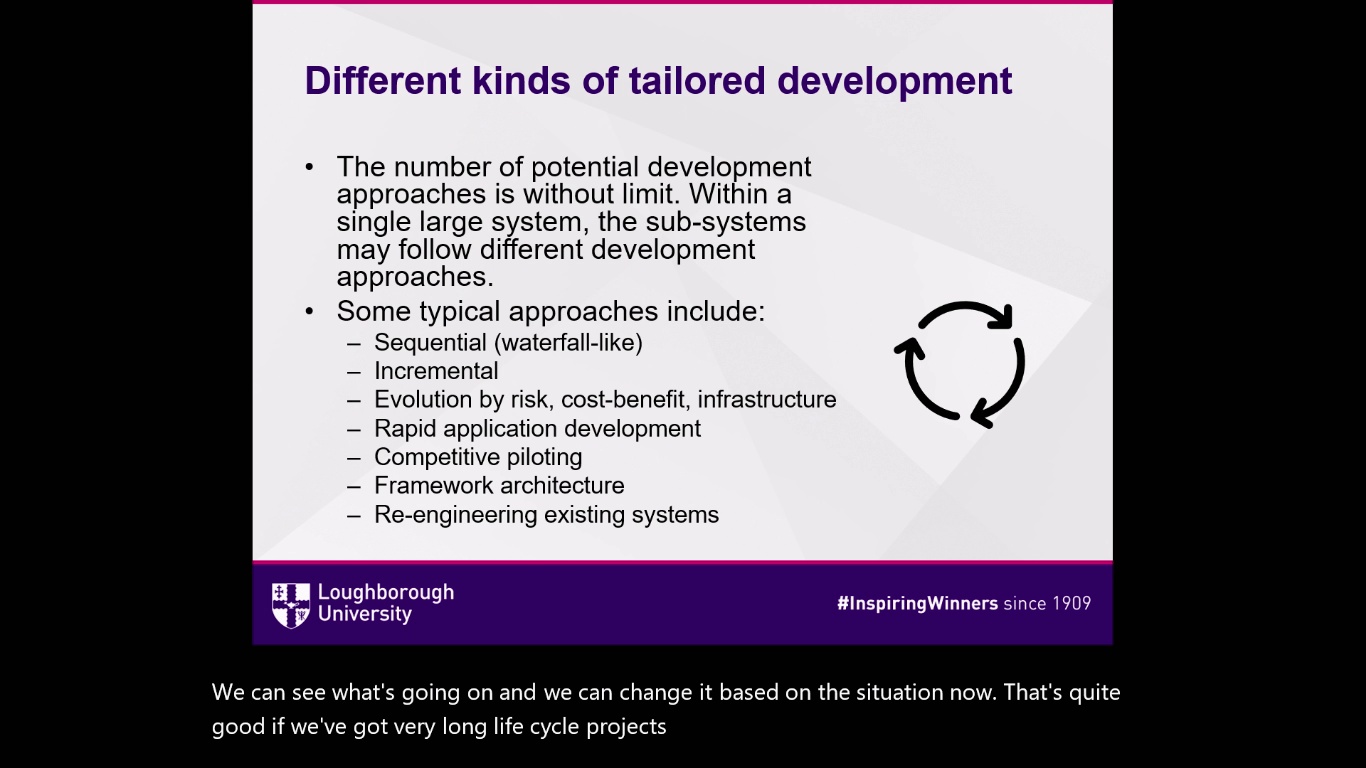 Different kinds of tailored development
• The number of potential development
approaches is without limit. Within a
single large system, the sub-systems
may follow different development
approaches.
• Some typical approaches include:
– Sequential (waterfall-like)
– Incremental
– Evolution by risk, cost-benefit, infrastructure
– Rapid application development
– Competitive piloting
– Framework architecture
– Re-engineering existing systems
Loughborough
University
#InspiringWinners since 1909
We can see what's going on and we can change it based on the situation now. That's quite
good if we've got very long life cycle projects